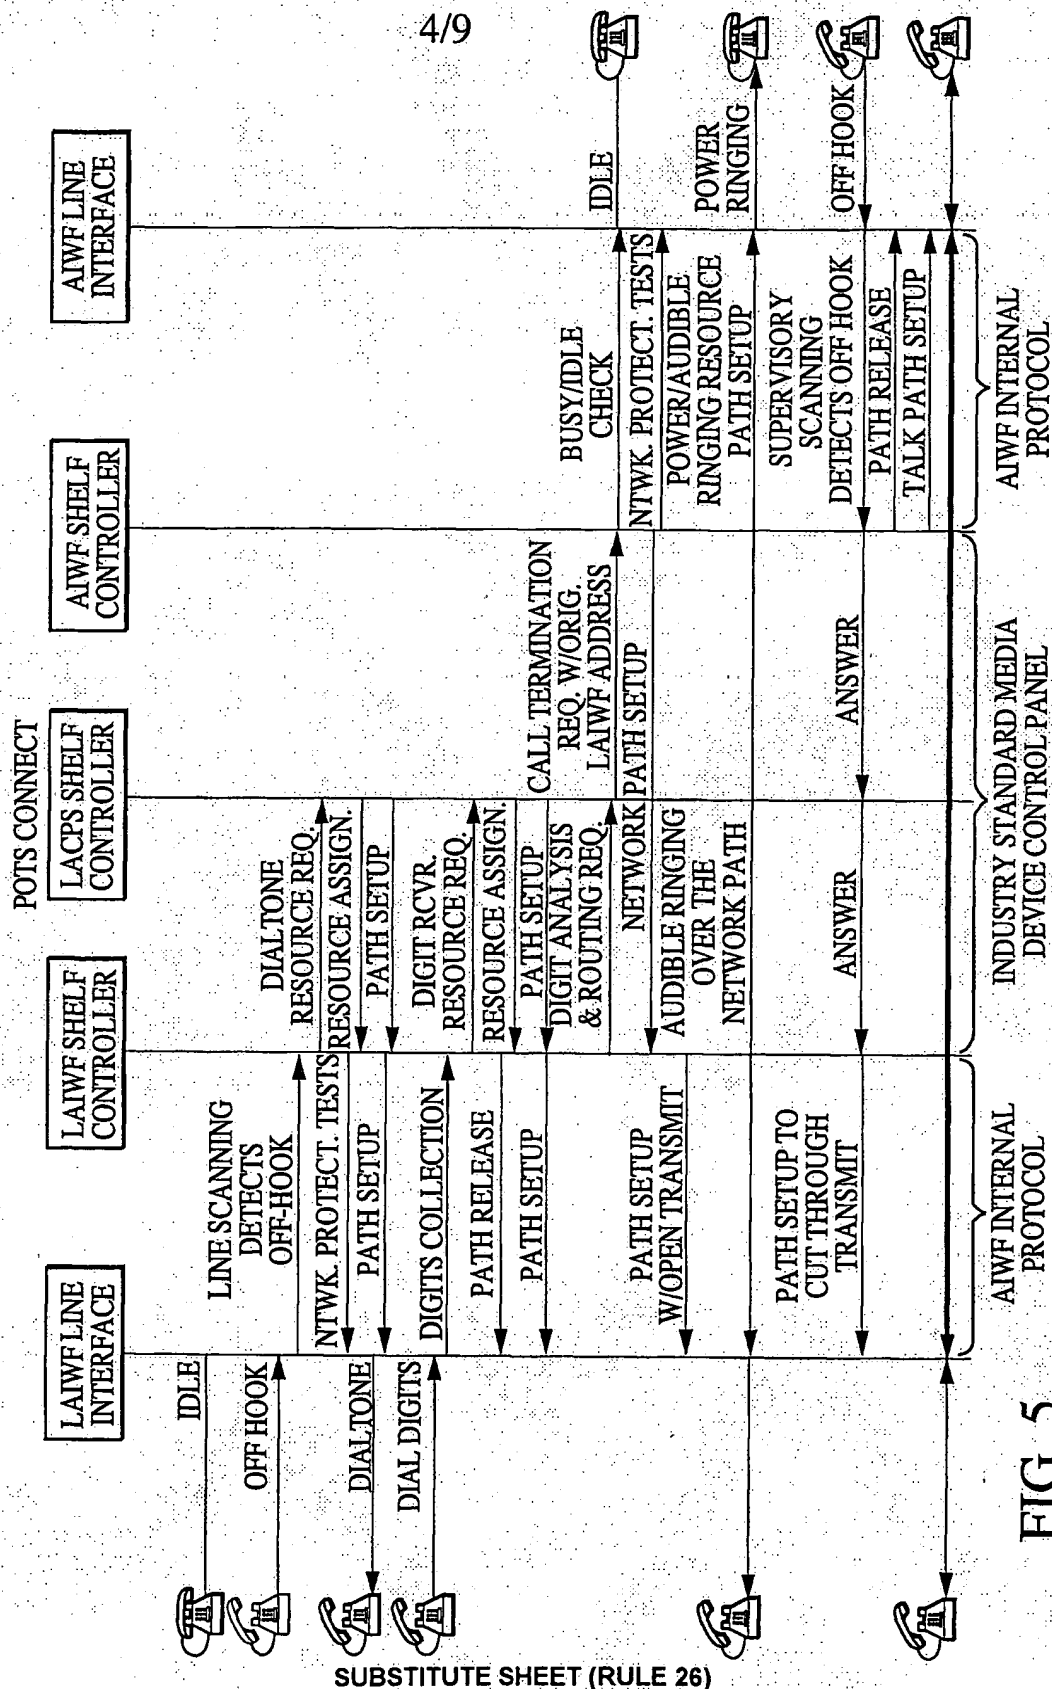 4/9
POTS CONNECT
LAIWF LINE
INTERFACE
LAIWF SHELF
CONTROLLER
LACPS SHELF
CONTROLLER
AIWF SHELF
CONTROLLER
AIWF LINE
INTERFACE
IDLE
OFF HOOK
LINE SCANNING
DETECTS
OFF-HOOK
DIALTONE
RESOURCE REQ.
NTWK. PROTECT. TESTS
RESOURCE ASSIGN.
PATH SETUP
PATH SETUP
DIALTONE
DIAL DIGITS
DIGITS COLLECTION
DIGIT RCVR.
RESOURCE REQ.
PATH RELEASE
RESOURCE ASSIGN.
PATH SETUP
PATH SETUP
DIGIT ANALYSIS
& ROUTING REQ.
CALL TERMINATION
REQ. W/ORIG.
LAIWF ADDRESS
BUSY/IDLE
CHECK
IDLE
NETWORK PATH SETUP
NTWK. PROTECT. TESTS
PATH SETUP
W/OPEN TRANSMIT
AUDIBLE RINGING
OVER THE
NETWORK PATH
POWER/AUDIBLE
RINGING RESOURCE
PATH SETUP
POWER
RINGING
SUPERVISORY
SCANNING
DETECTS OFF HOOK
OFF HOOK
PATH SETUP TO
CUT THROUGH
TRANSMIT
ANSWER
ANSWER
PATH RELEASE
TALK PATH SETUP
AIWF INTERNAL
PROTOCOL
INDUSTRY STANDARD MEDIA
DEVICE CONTROL PANEL
AIWF INTERNAL
PROTOCOL
FIG. 5
SUBSTITUTE SHEET (RULE 26)